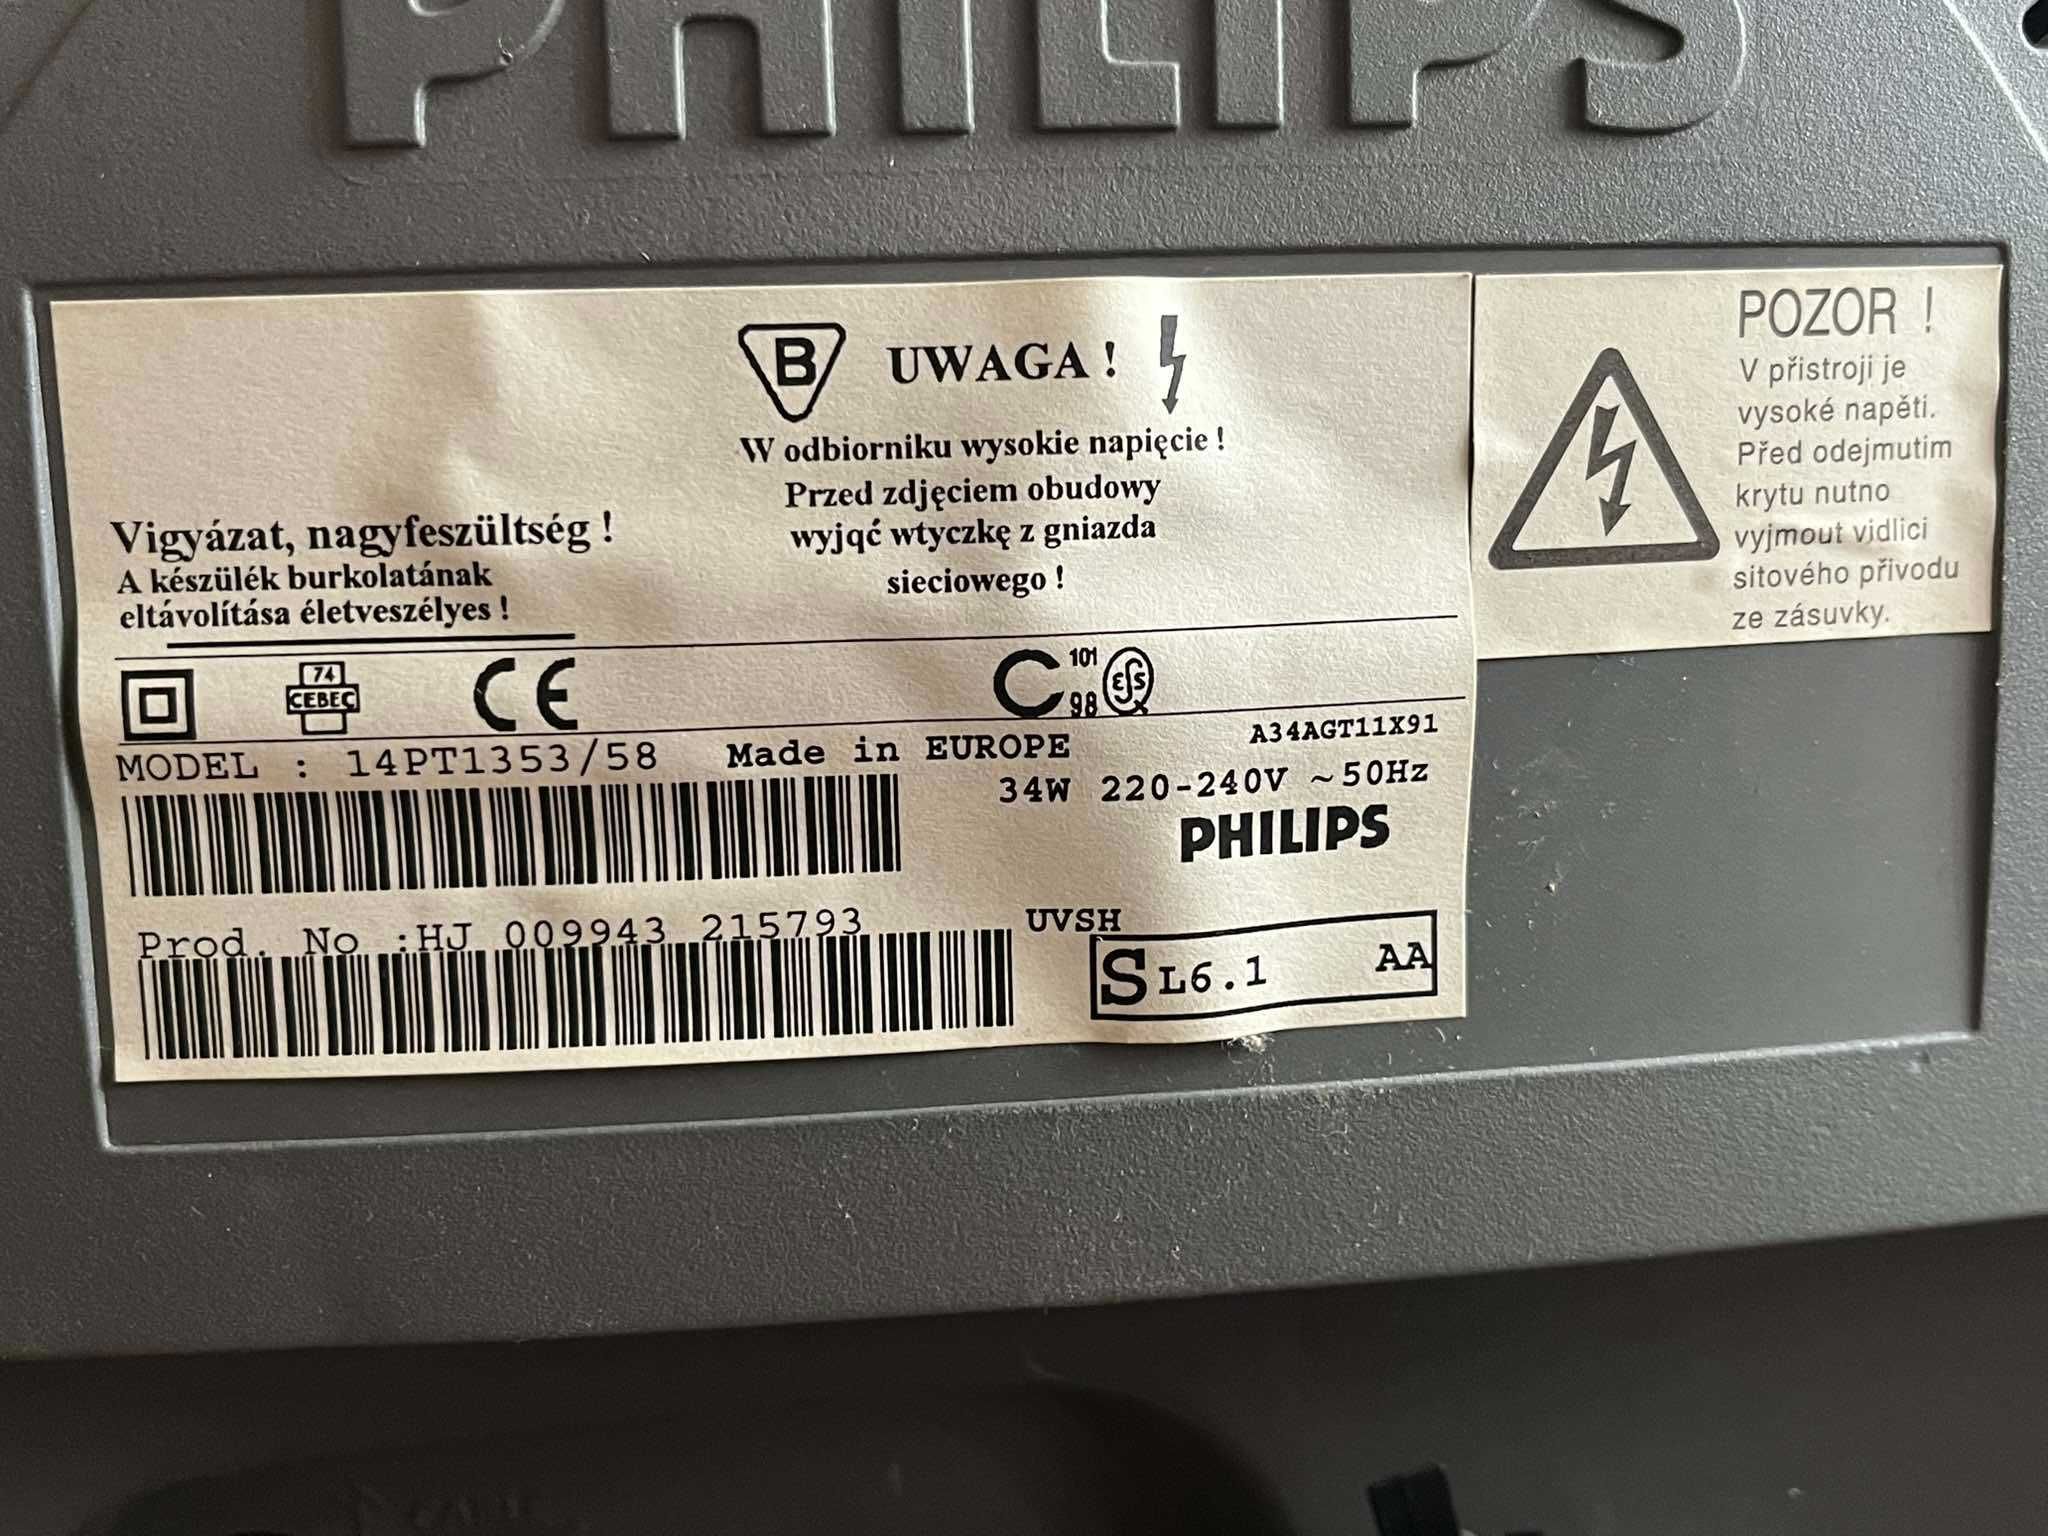 PHILIPS
B UWAGA !
W odbiorniku wysokie napięcie !
Przed zdjęciem obudowy
wyjąć wtyczkę z gniazda
sieciowego !
Vigyázat, nagyfeszültség !
A készülék burkolatának
eltávolítása életveszélyes !
POZOR !
V přistroji je
vysoké napěti.
Před odejmutim
krytu nutno
vyjmout vidlici
sitového přivodu
ze zásuvky.
74
CEBEC
CE
C 101 98
MODEL : 14PT1353/58 Made in EUROPE A34AGT11X91
34W 220-240V ~50Hz
PHILIPS
Prod. No :HJ 009943 215793 UVSH
S L6.1 AA